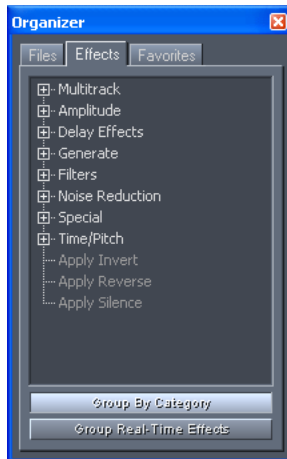 Organizer
Files Effects Favorites
Multitrack
Amplitude
Delay Effects
Generate
Filters
Noise Reduction
Special
Time/Pitch
Apply Invert
Apply Reverse
Apply Silence
Group By Category
Group Real-Time Effects